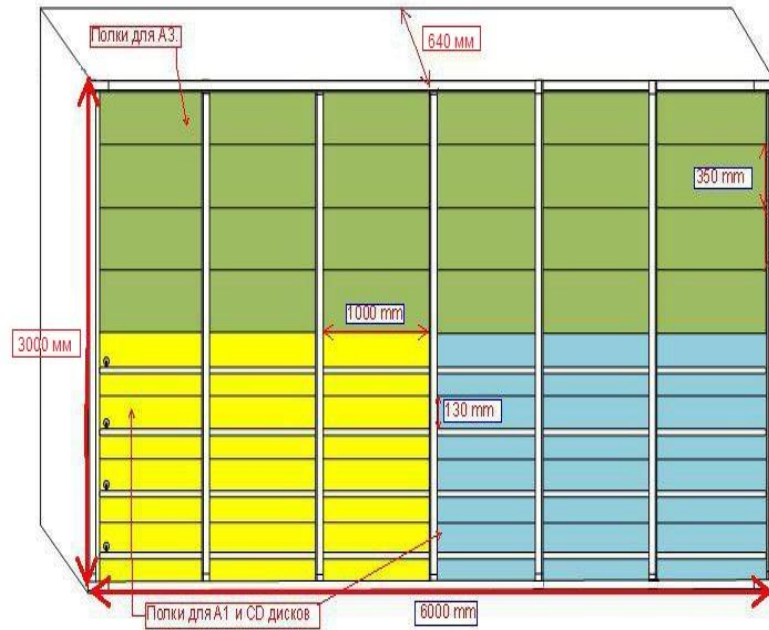 Полки для А3.
640 мм
350 mm
1000 mm
3000 мм
130 mm
Полки для А1 и CD дисков
6000 mm